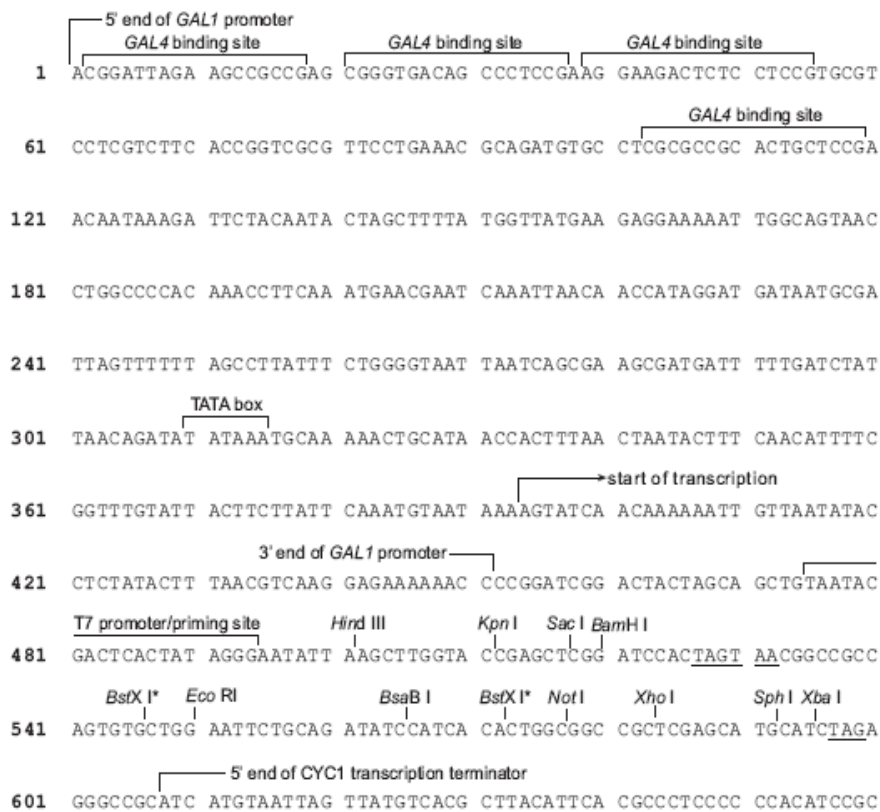 5' end of GAL1 promoter
GAL4 binding site GAL4 binding site GAL4 binding site
1 ACGGATTAGA AGCCGCCGAG CGGGTGACAG CCCTCCGAAG GAAGACTCTC CTCCGTGCGT
GAL4 binding site
61 CCTCGTCTTC ACCGGTCGCG TTCCTGAAAC GCAGATGTGC CTCGCGCCGC ACTGCTCCGA
121 ACAATAAAGA TTCTACAATA CTAGCTTTTA TGGTTATGAA GAGGAAAAAT TGGCAGTAAC
181 CTGGCCCCAC AAACCTTCAA ATGAACGAAT CAAATTAACA ACCATAGGAT GATAATGCGA
241 TTAGTTTTTT AGCCTTATTT CTGGGGTAAT TAATCAGCGA AGCGATGATT TTTGATCTAT
TATA box
301 TAACAGATAT ATAAATGCAA AAACTGCATA ACCACTTTAA CTAATACTTT CAACATTTTC
start of transcription
361 GGTTTGTATT ACTTCTTATT CAAATGTAAT AAAAGTATCA ACAAAAAATT GTTAATATAC
3' end of GAL1 promoter
421 CTCTATACTT TAACGTCAAG GAGAAAAAAC CCCGGATCGG ACTACTAGCA GCTGTAATAC
T7 promoter/priming site Hind III Kpn I Sac I BamH I
481 GACTCACTAT AGGGAATATT AAGCTTGGTA CCGAGCTCGG ATCCACTAGT AACGGCCGCC
BstX I* Eco RI BsaB I BstX I* Not I Xho I Sph I Xba I
541 AGTGTGCTGG AATTCTGCAG ATATCCATCA CACTGGCGGC CGCTCGAGCA TGCATCTAGA
5' end of CYC1 transcription terminator
601 GGGCCGCATC ATGTAATTAG TTATGTCACG CTTACATTCA CGCCCTCCCC CCACATCCGC